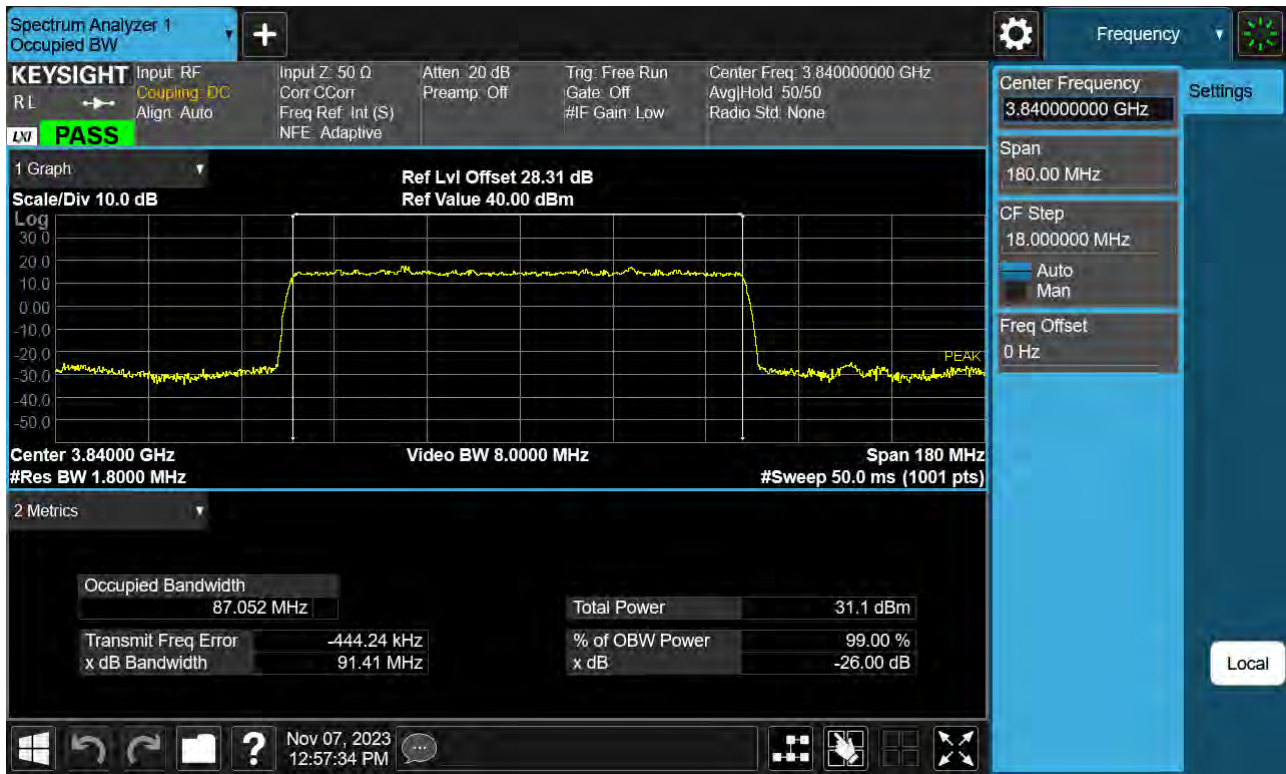 Spectrum Analyzer 1
Occupied BW
+
Frequency
KEYSIGHT
RL
LXI
PASS
Input: RF
Coupling: DC
Align: Auto
Input Z: 50 Ω
Corr CCorr
Freq Ref: Int (S)
NFE: Adaptive
Atten: 20 dB
Preamp: Off
Trig: Free Run
Gate: Off
#IF Gain: Low
Center Freq: 3.840000000 GHz
Avg|Hold: 50/50
Radio Std: None
Center Frequency
3.840000000 GHz
Settings
Span
180.00 MHz
CF Step
18.000000 MHz
Auto
Man
Freq Offset
0 Hz
Local
1 Graph
Scale/Div 10.0 dB
Ref Lvl Offset 28.31 dB
Ref Value 40.00 dBm
Log
30.0
20.0
10.0
0.00
-10.0
-20.0
-30.0
-40.0
-50.0
PEAK
Center 3.84000 GHz
#Res BW 1.8000 MHz
Video BW 8.0000 MHz
Span 180 MHz
#Sweep 50.0 ms (1001 pts)
2 Metrics
Occupied Bandwidth
87.052 MHz
Transmit Freq Error -444.24 kHz
x dB Bandwidth 91.41 MHz
Total Power 31.1 dBm
% of OBW Power 99.00 %
x dB -26.00 dB
?
Nov 07, 2023
12:57:34 PM